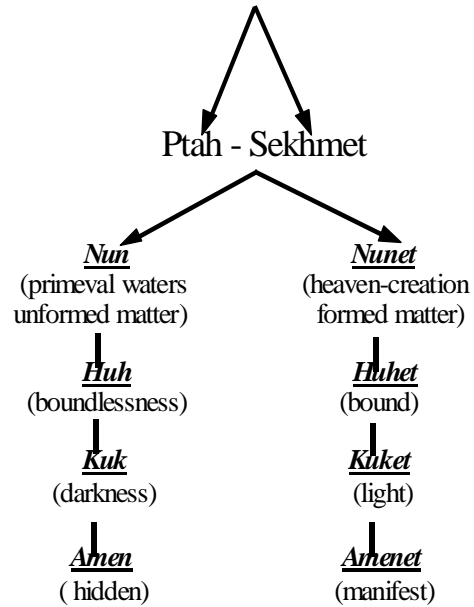 Ptah - Sekhmet
Nun
(primeval waters
unformed matter)
Huh
(boundlessness)
Kuk
(darkness)
Amen
( hidden)
Nunet
(heaven-creation
formed matter)
Huhet
(bound)
Kuket
(light)
Amenet
(manifest)